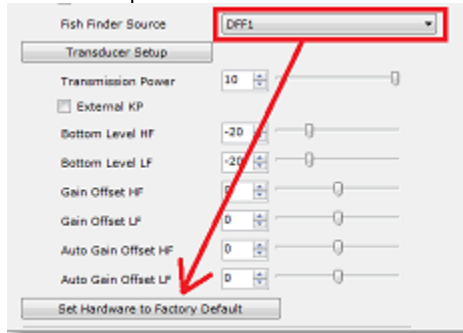 Fish Finder Source DFF1
Transducer Setup
Transmission Power 10
External KP
Bottom Level HF -20
Bottom Level LF -20
Gain Offset HF
Gain Offset LF 0
Auto Gain Offset HF 0
Auto Gain Offset LF 0
Set Hardware to Factory Default